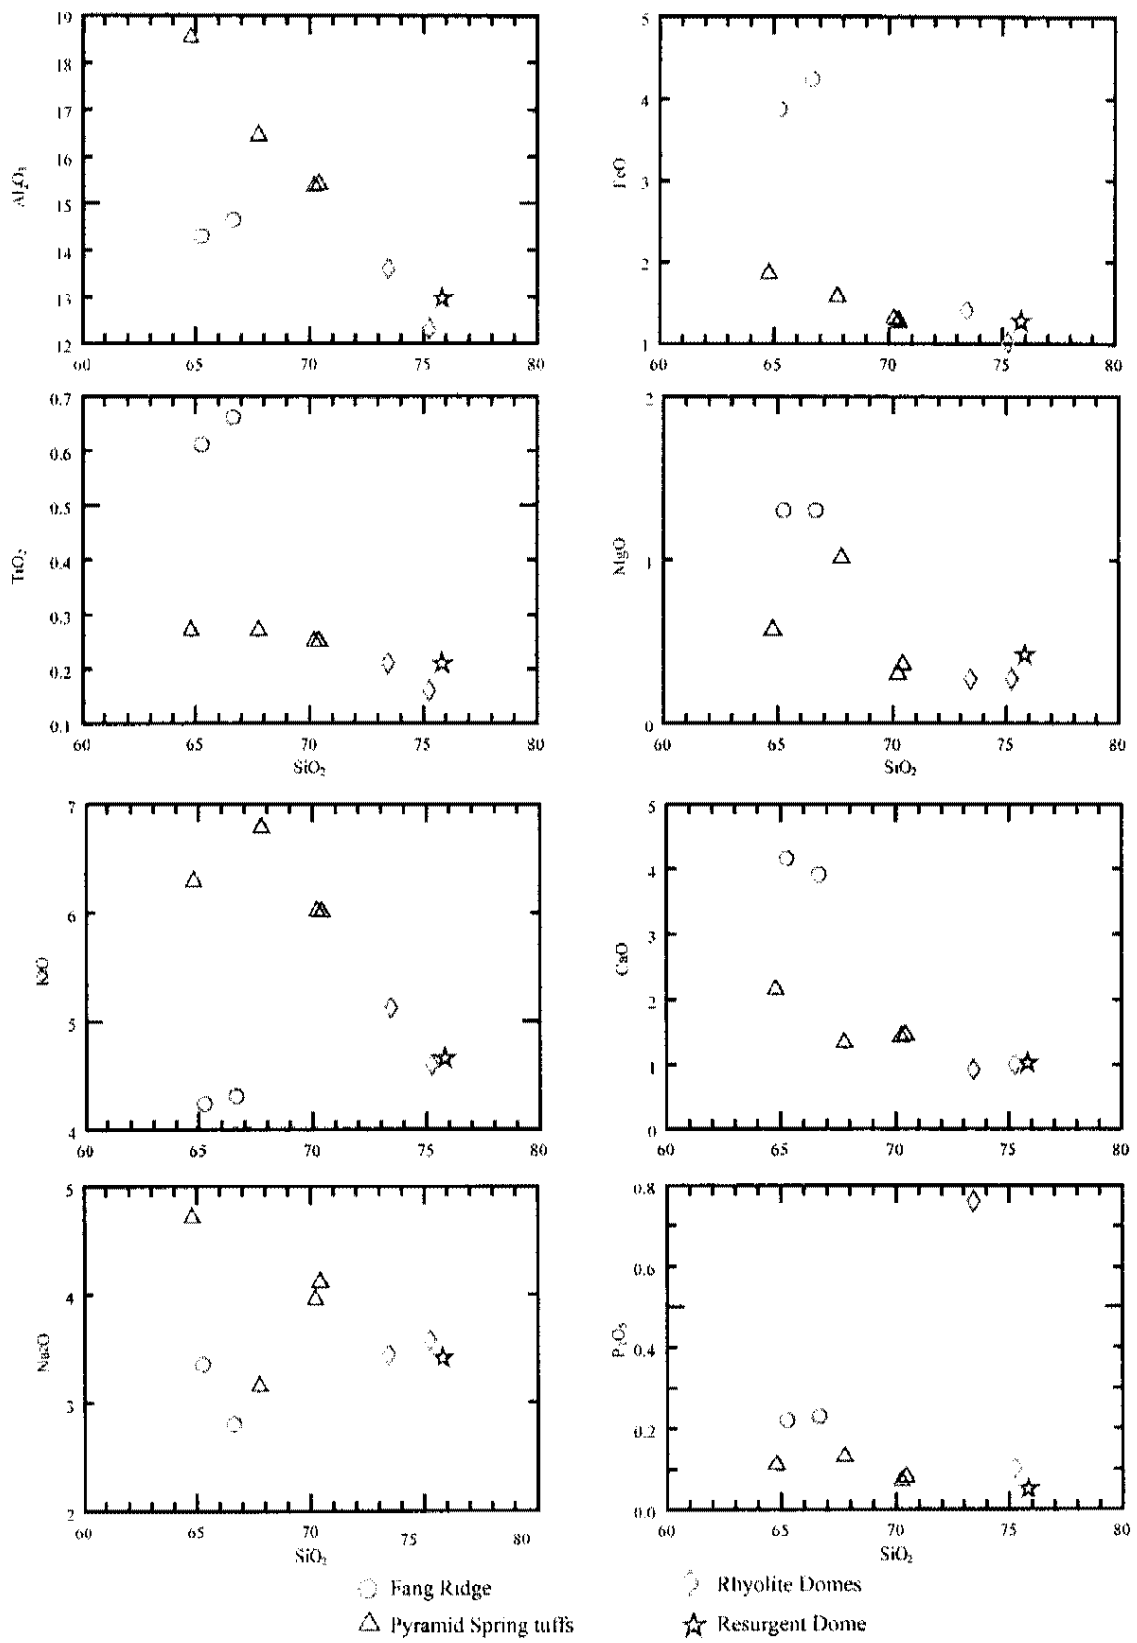 19
18
17
16
15
14
13
12
Al₂O₃
60 65 70 75 80
5
4
3
2
1
FeO
60 65 70 75 80
0.7
0.6
0.5
0.4
0.3
0.2
0.1
TiO₂
60 65 70 75 80
SiO₂
2
1
0
MgO
60 65 70 75 80
SiO₂
7
6
5
4
K2O
60 65 70 75 80
5
4
3
2
1
0
CaO
60 65 70 75 80
5
4
3
2
Na2O
60 65 70 75 80
SiO₂
0.8
0.6
0.4
0.2
0.0
P₂O₅
60 65 70 75 80
SiO₂
Fang Ridge
Rhyolite Domes
Pyramid Spring tuffs
Resurgent Dome